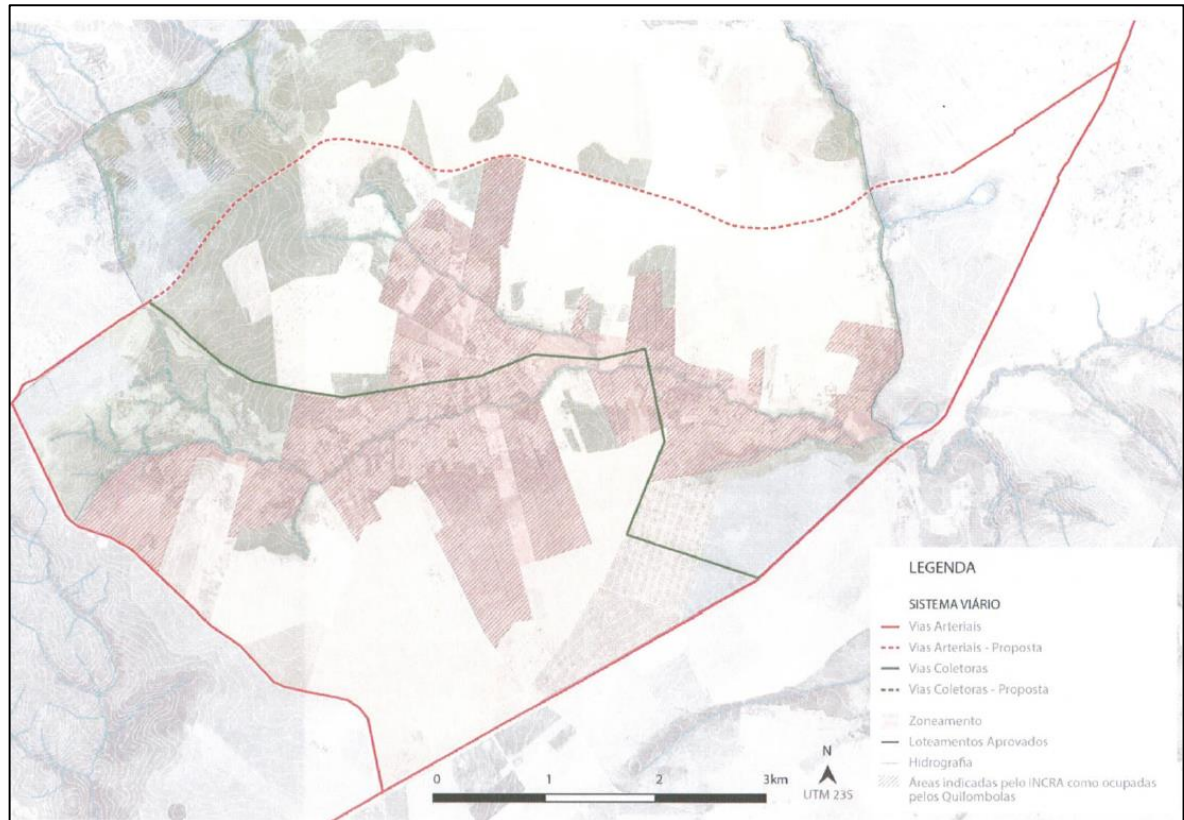 LEGENDA
SISTEMA VIÁRIO
Vias Arteriais
Vias Arteriais - Proposta
Vias Coletoras
Vias Coletoras - Proposta
Zoneamento
Loteamentos Aprovados
Hidrografia
Áreas indicadas pelo INCRA como ocupadas
pelos Quilombolas
N
UTM 23S
0 1 2 3km